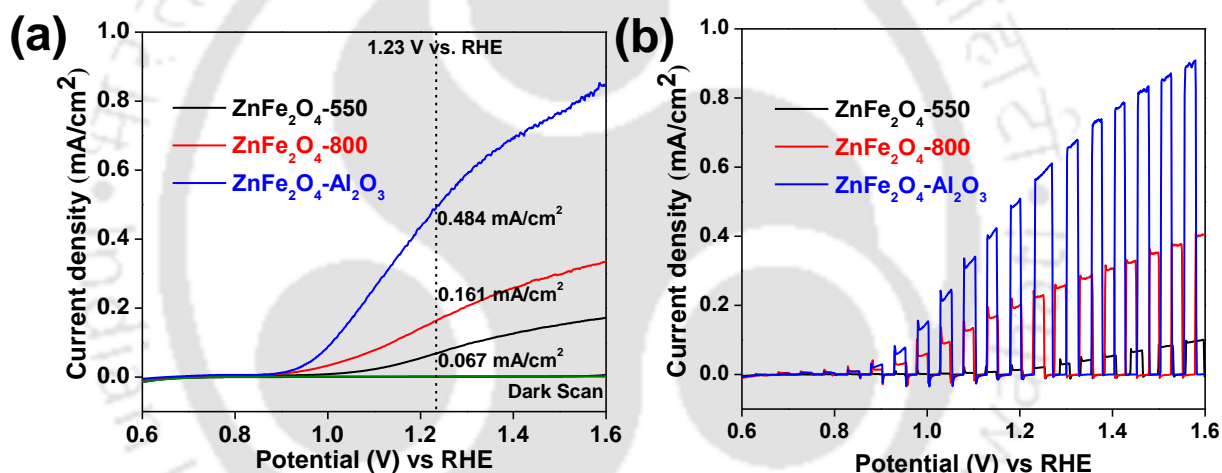 (a)
1.0
0.8
0.6
0.4
0.2
0.0
Current density (mA/cm²)
1.23 V vs. RHE
ZnFe₂O₄-550
ZnFe₂O₄-800
ZnFe₂O₄-Al₂O₃
0.484 mA/cm²
0.161 mA/cm²
0.067 mA/cm²
Dark Scan
0.6 0.8 1.0 1.2 1.4 1.6
Potential (V) vs RHE
(b)
1.0
0.8
0.6
0.4
0.2
0.0
Current density (mA/cm²)
ZnFe₂O₄-550
ZnFe₂O₄-800
ZnFe₂O₄-Al₂O₃
0.6 0.8 1.0 1.2 1.4 1.6
Potential (V) vs RHE